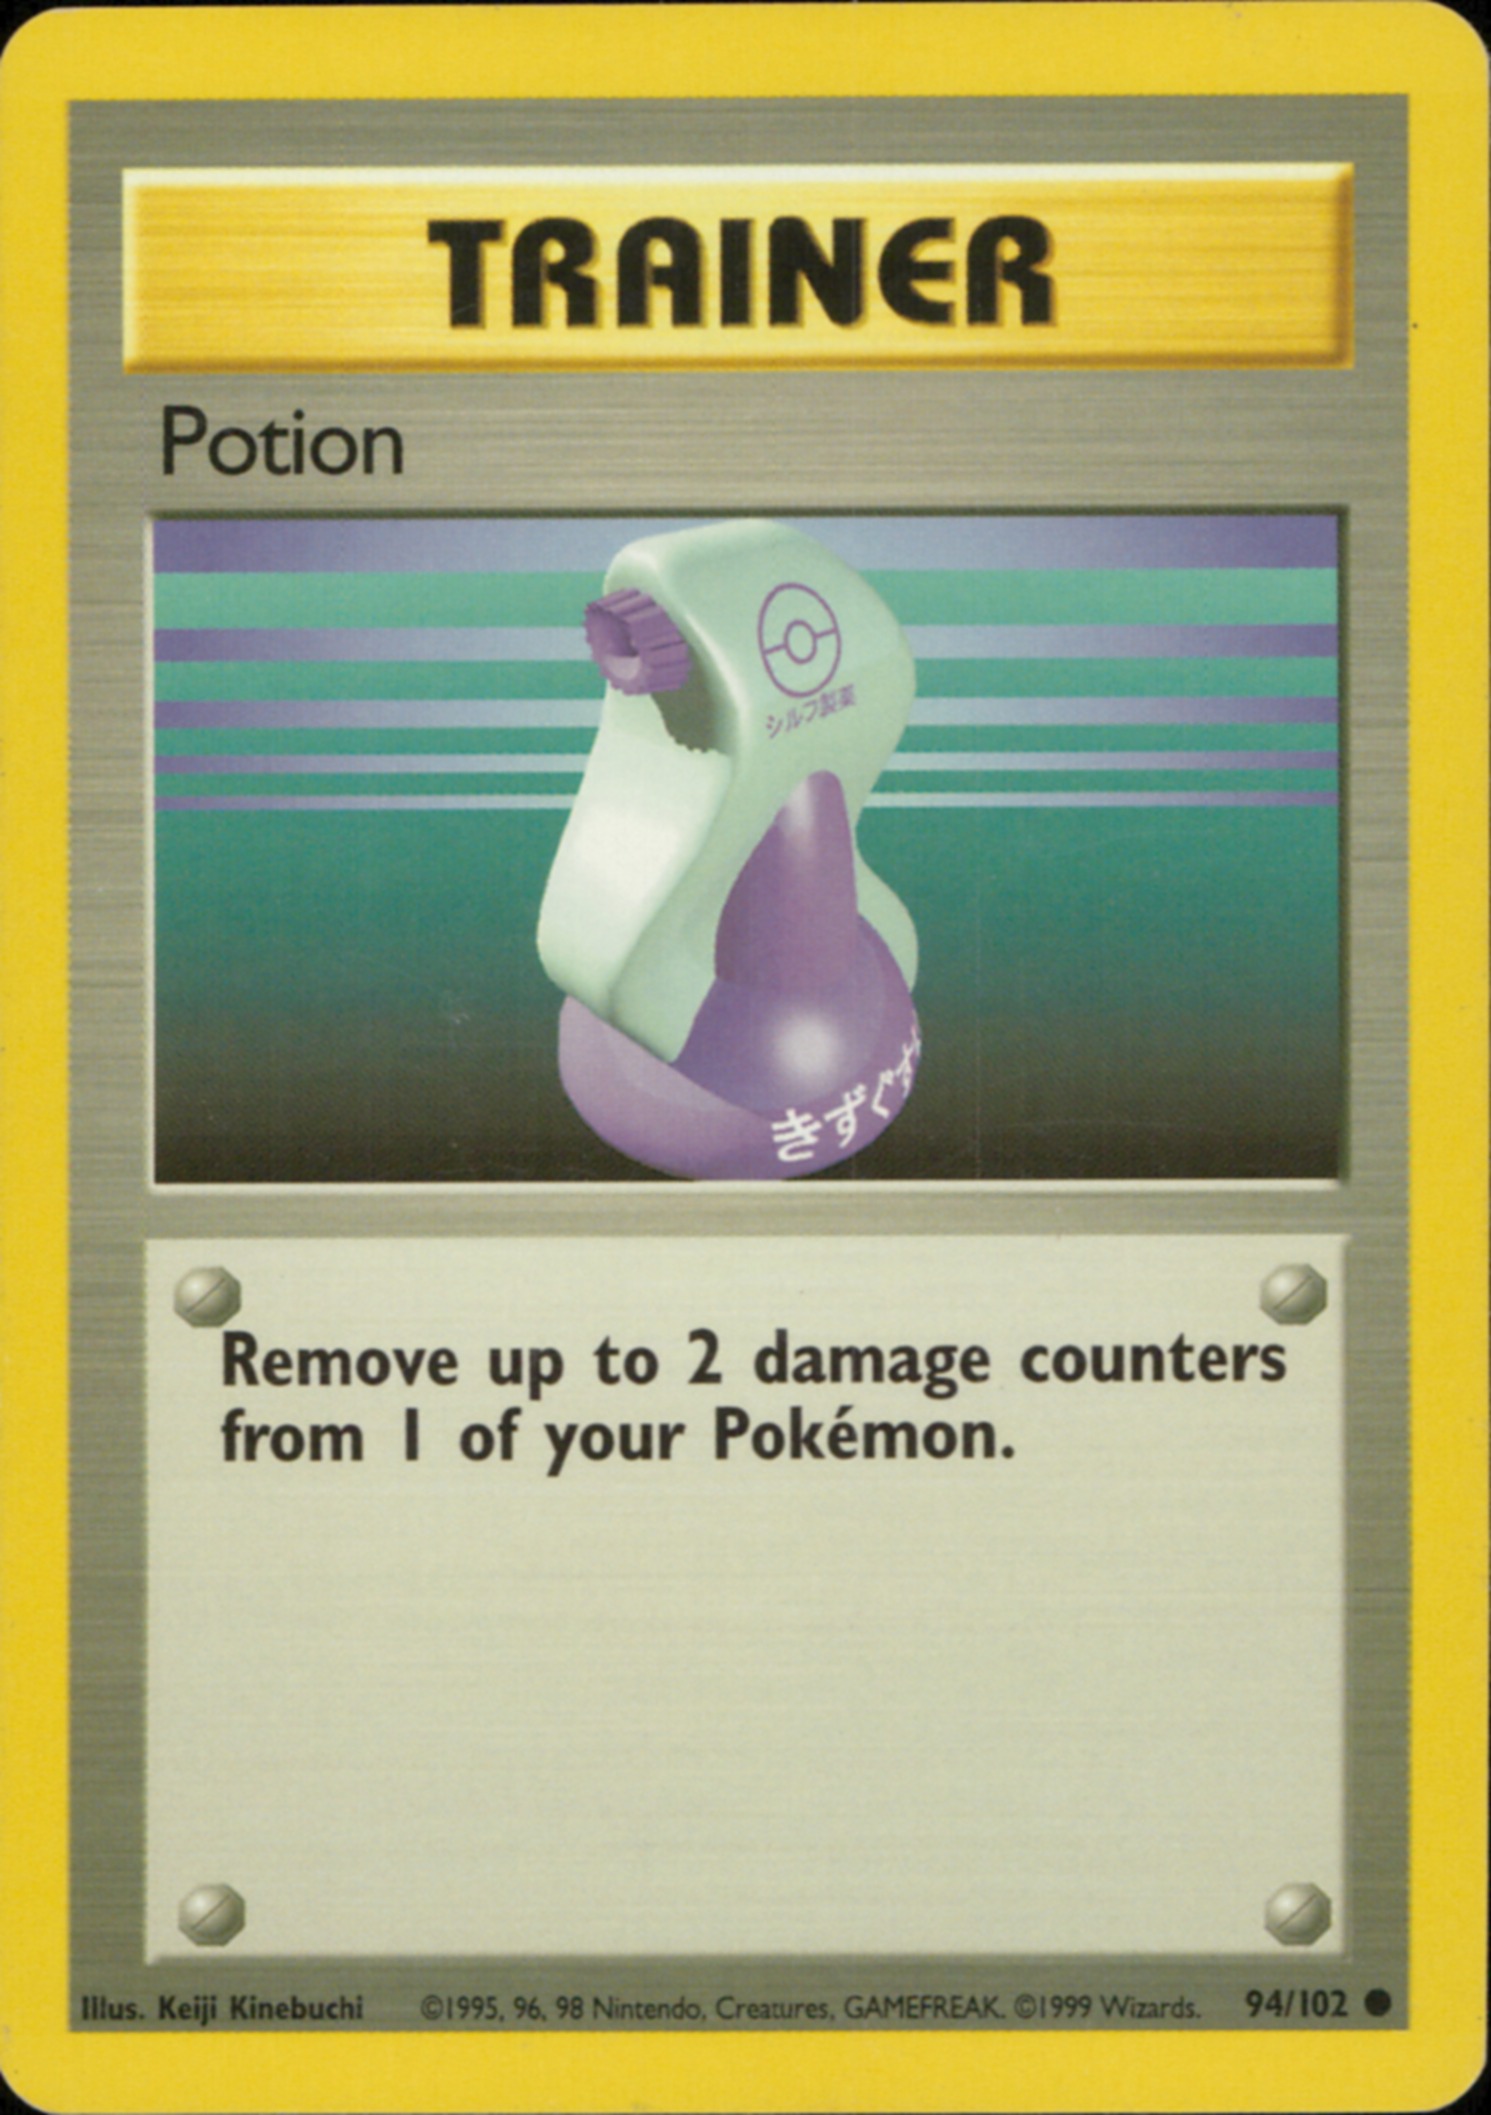 TRAINER
Potion
シルフ製薬
きずぐす
Remove up to 2 damage counters
from 1 of your Pokémon.
Illus. Keiji Kinebuchi ©1995, 96, 98 Nintendo, Creatures, GAMEFREAK. ©1999 Wizards. 94/102